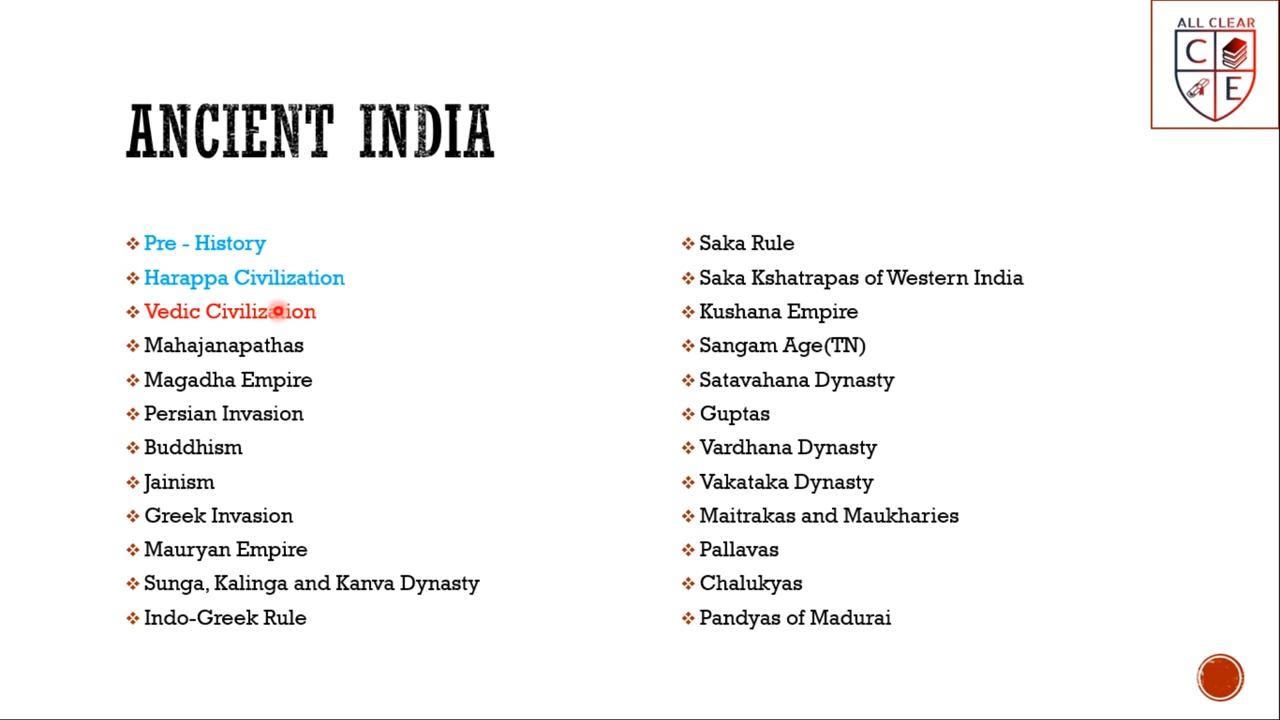 ALL CLEAR
C
E
ANCIENT INDIA
Pre - History
Harappa Civilization
Vedic Civilization
Mahajanapathas
Magadha Empire
Persian Invasion
Buddhism
Jainism
Greek Invasion
Mauryan Empire
Sunga, Kalinga and Kanva Dynasty
Indo-Greek Rule
Saka Rule
Saka Kshatrapas of Western India
Kushana Empire
Sangam Age(TN)
Satavahana Dynasty
Guptas
Vardhana Dynasty
Vakataka Dynasty
Maitrakas and Maukharies
Pallavas
Chalukyas
Pandyas of Madurai